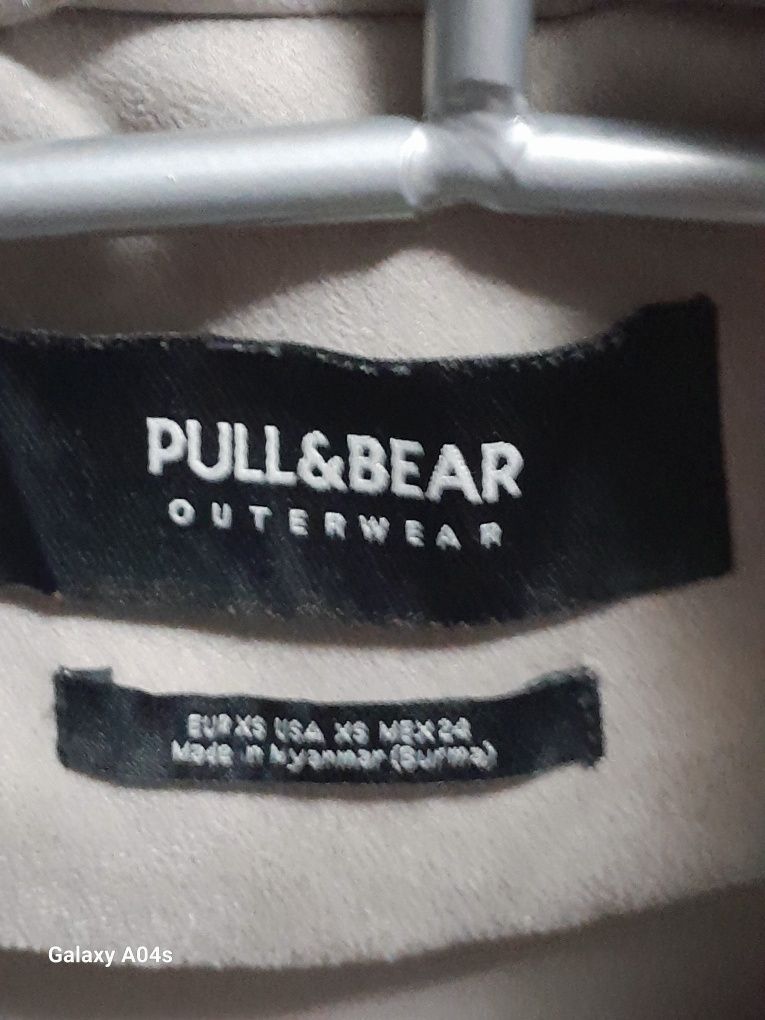 PULL&BEAR
OUTERWEAR
EUR XS USA XS MEX 24
Made in Myanmar (Burma)
Galaxy A04s